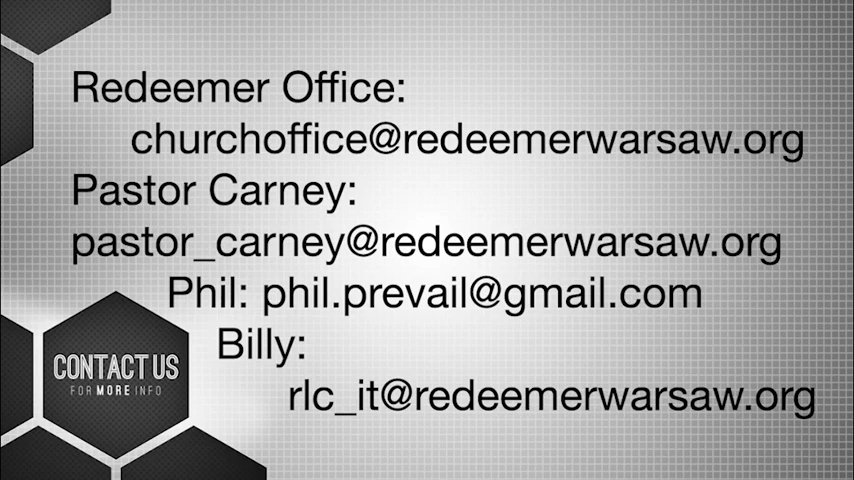 Redeemer Office:
churchoffice@redeemerwarsaw.org
Pastor Carney:
pastor_carney@redeemerwarsaw.org
Phil: phil.prevail@gmail.com
Billy:
rlc_it@redeemerwarsaw.org
CONTACT US
FOR MORE INFO